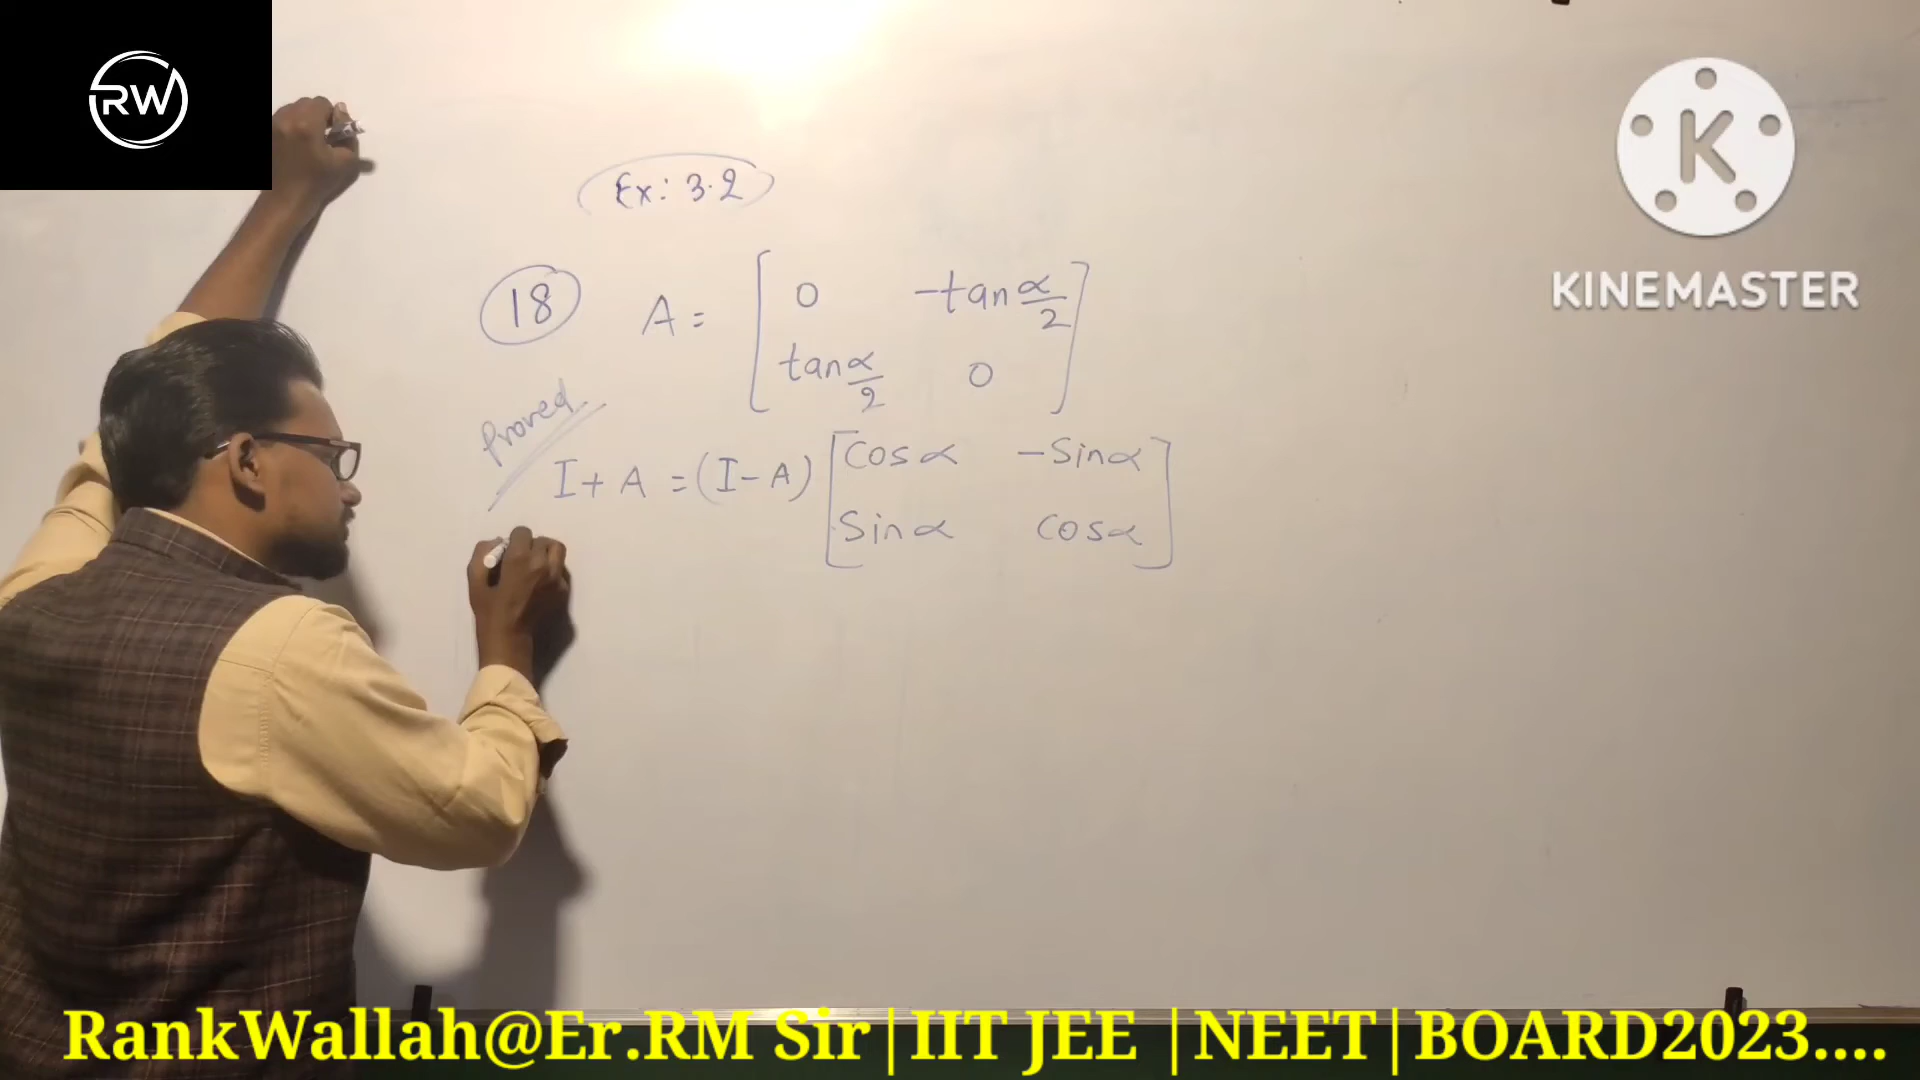 RW
K
KINEMASTER
Ex: 3.2
18 A = [ 0 -tan α/2
tan α/2 0 ]
Proved
I + A = (I - A) [ Cos α -Sin α
Sin α Cos α ]
RankWallah@Er.RM Sir|IIT JEE |NEET|BOARD2023....